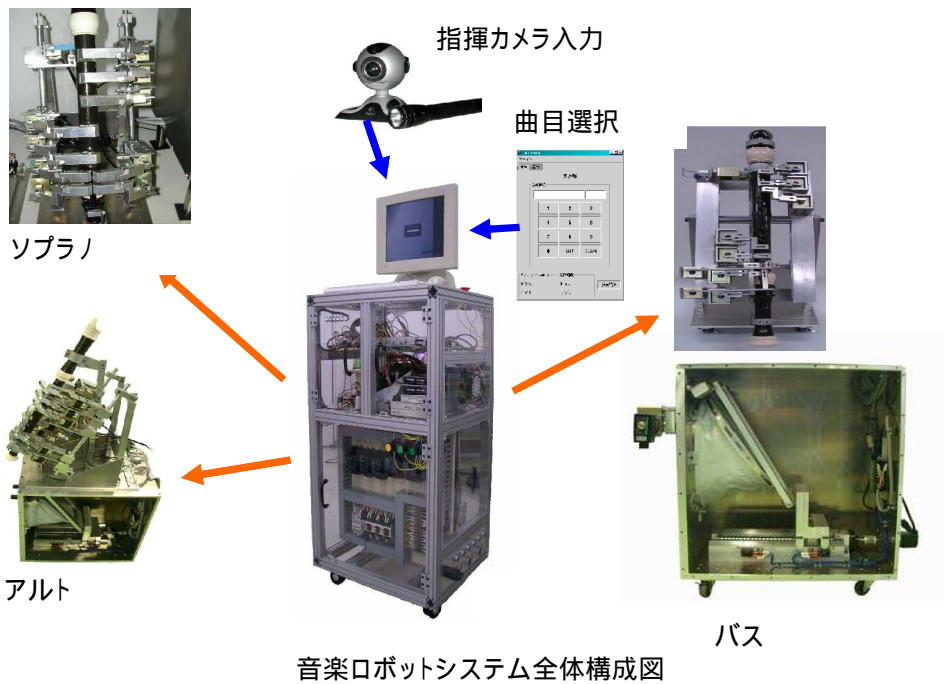 指揮カメラ入力
曲目選択
ソプラノ
アルト
バス
音楽ロボットシステム全体構成図